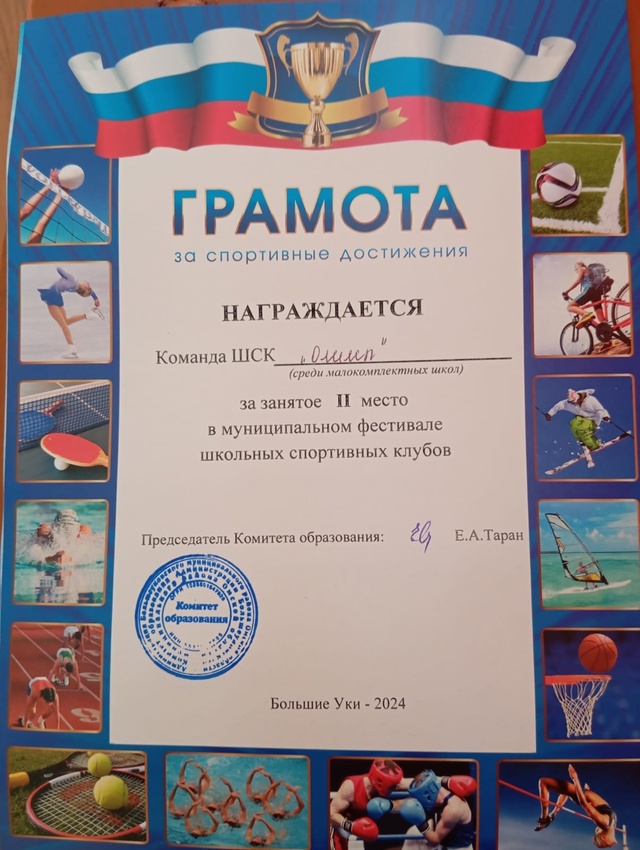 ГРАМОТА
за спортивные достижения
НАГРАЖДАЕТСЯ
Команда ШСК „Олимп"
(среди малокомплектных школ)
за занятое II место
в муниципальном фестивале
школьных спортивных клубов
Председатель Комитета образования: Е.А.Таран
Комитет
образования
Большие Уки - 2024